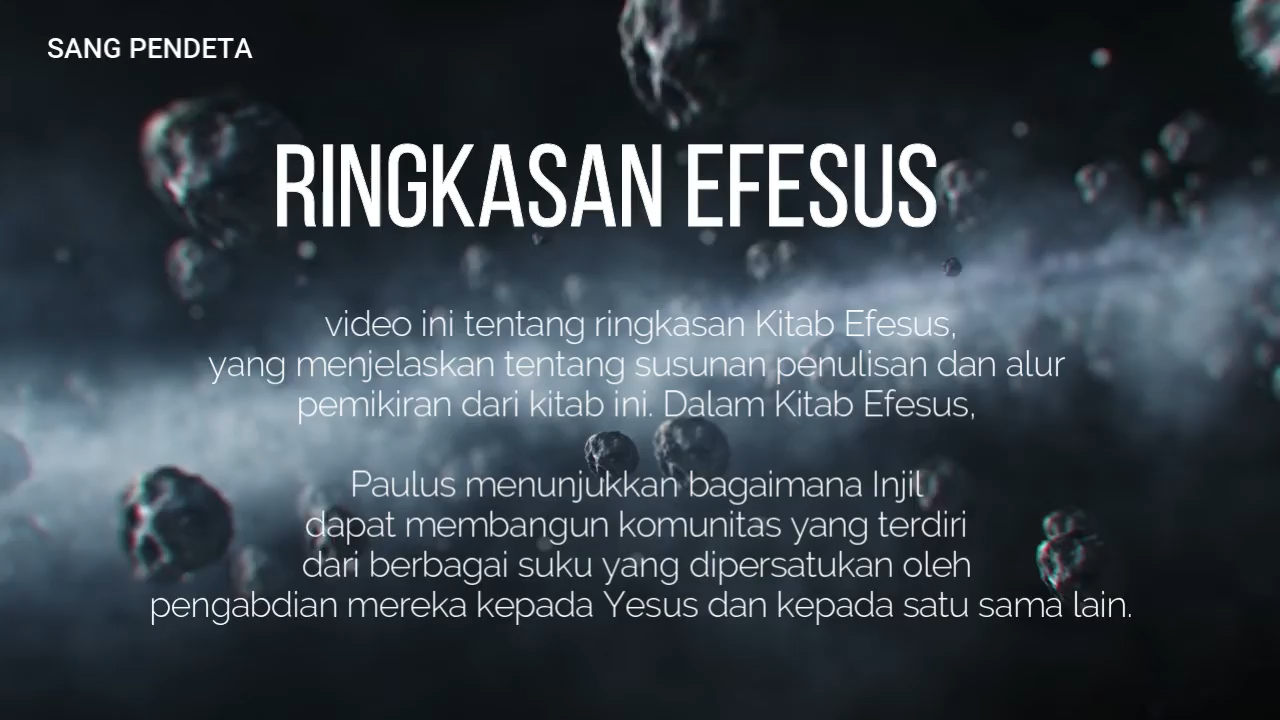 SANG PENDETA
RINGKASAN EFESUS
video ini tentang ringkasan Kitab Efesus,
yang menjelaskan tentang susunan penulisan dan alur
pemikiran dari kitab ini. Dalam Kitab Efesus,
Paulus menunjukkan bagaimana Injil
dapat membangun komunitas yang terdiri
dari berbagai suku yang dipersatukan oleh
pengabdian mereka kepada Yesus dan kepada satu sama lain.